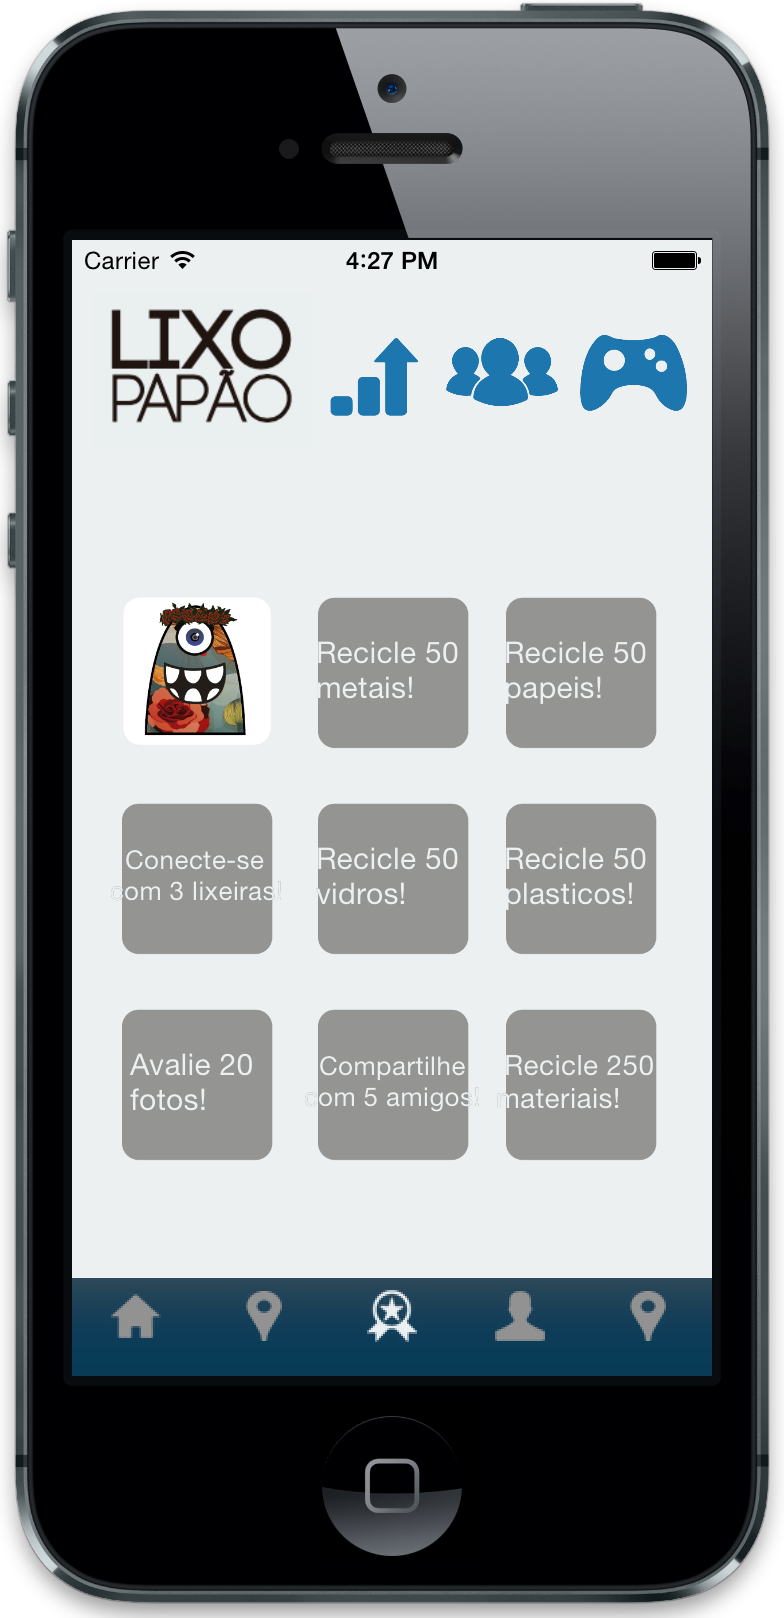 Carrier
4:27 PM
LIXO
PAPÃO
Recicle 50
metais!
Recicle 50
papeis!
Conecte-se
com 3 lixeiras!
Recicle 50
vidros!
Recicle 50
plasticos!
Avalie 20
fotos!
Compartilhe
com 5 amigos!
Recicle 250
materiais!